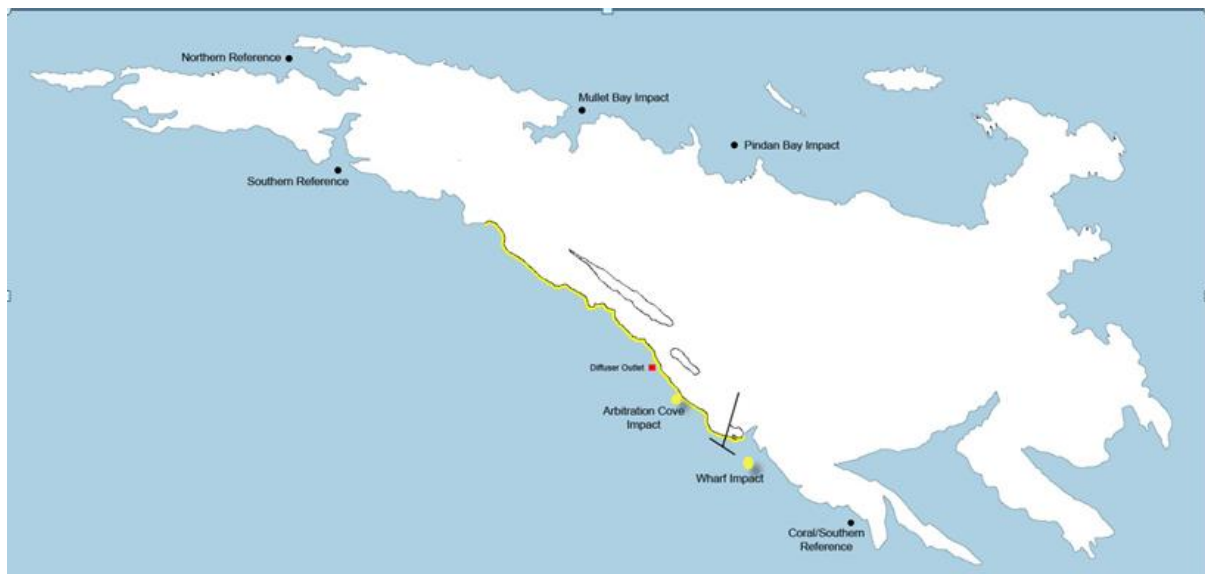 Northern Reference
Mullet Bay Impact
Pindan Bay Impact
Southern Reference
Diffuser Outlet
Arbitration Cove
Impact
Wharf Impact
Coral/Southern
Reference